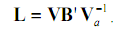 L = VB' V_a^{-1} .